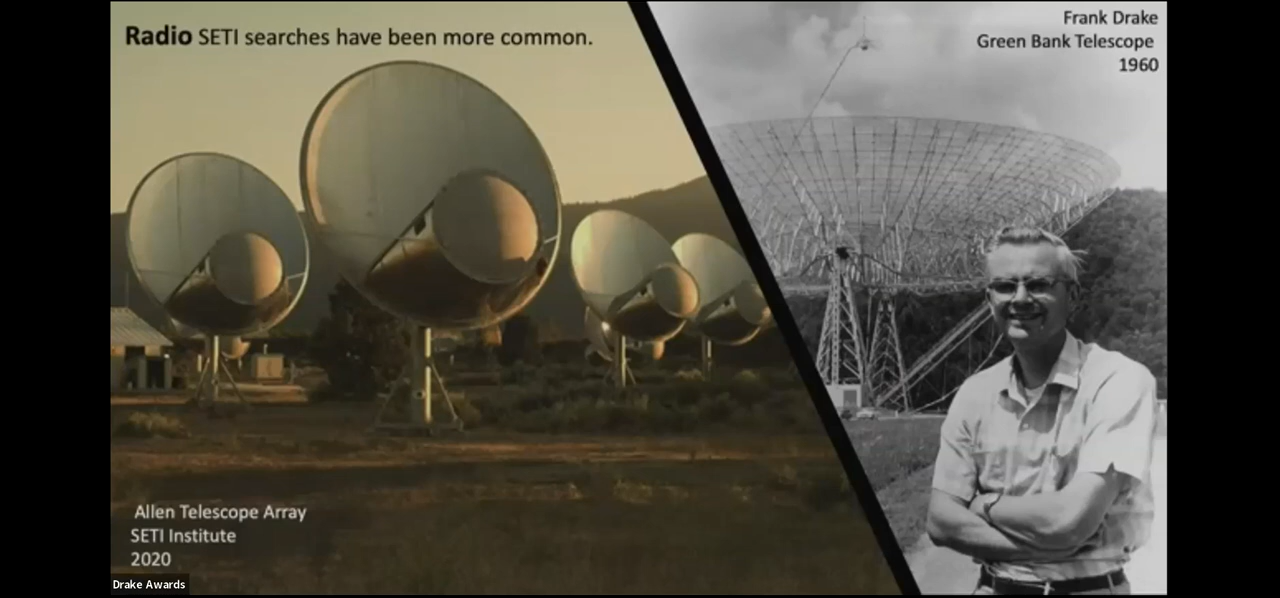 Radio SETI searches have been more common.
Frank Drake
Green Bank Telescope
1960
Allen Telescope Array
SETI Institute
2020
Drake Awards